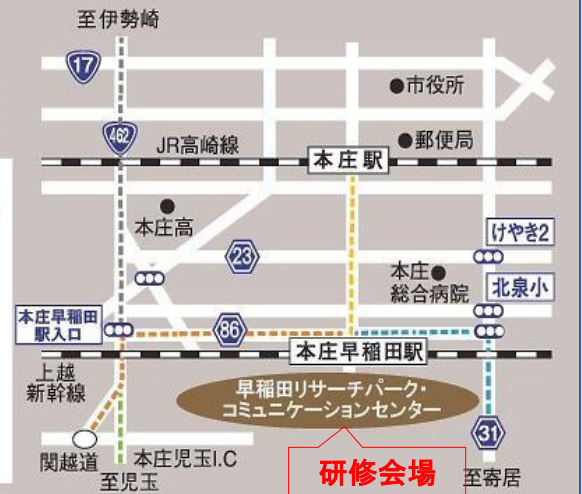 至伊勢崎
17
●市役所
462
JR高崎線
●郵便局
本庄駅
本庄高
けやき2
23
本庄●
総合病院
北泉小
本庄早稲田
駅入口
86
本庄早稲田駅
上越
新幹線
早稲田リサーチパーク・
コミュニケーションセンター
31
関越道
本庄児玉I.C
至児玉
研修会場
至寄居